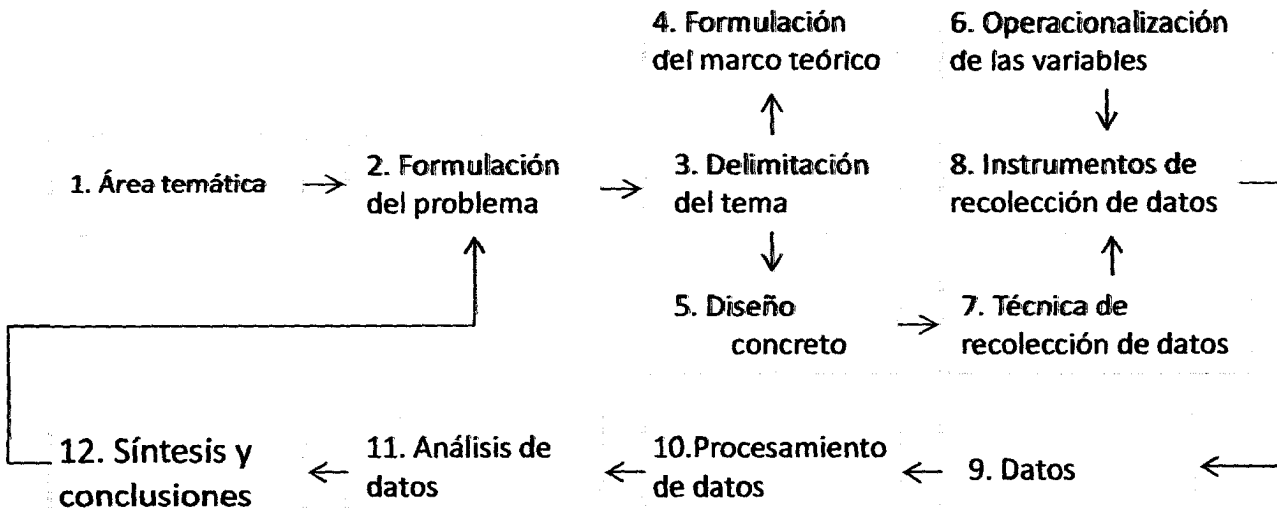 4. Formulación
del marco teórico
6. Operacionalización
de las variables
1. Área temática
2. Formulación
del problema
3. Delimitación
del tema
8. Instrumentos de
recolección de datos
5. Diseño
concreto
7. Técnica de
recolección de datos
12. Síntesis y
conclusiones
11. Análisis de
datos
10.Procesamiento
de datos
9. Datos